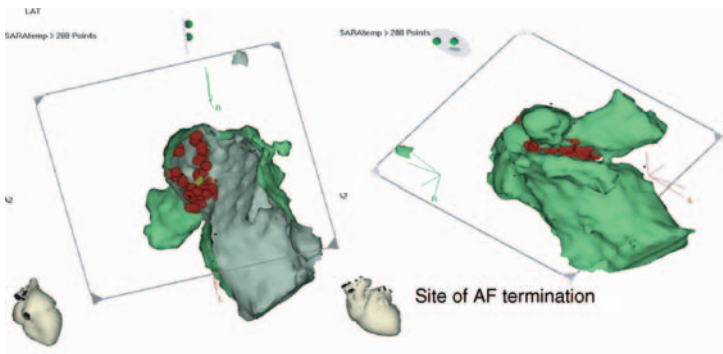 LAT
SARAtemp > 288 Points
SARAtemp > 288 Points
R
R
Site of AF termination